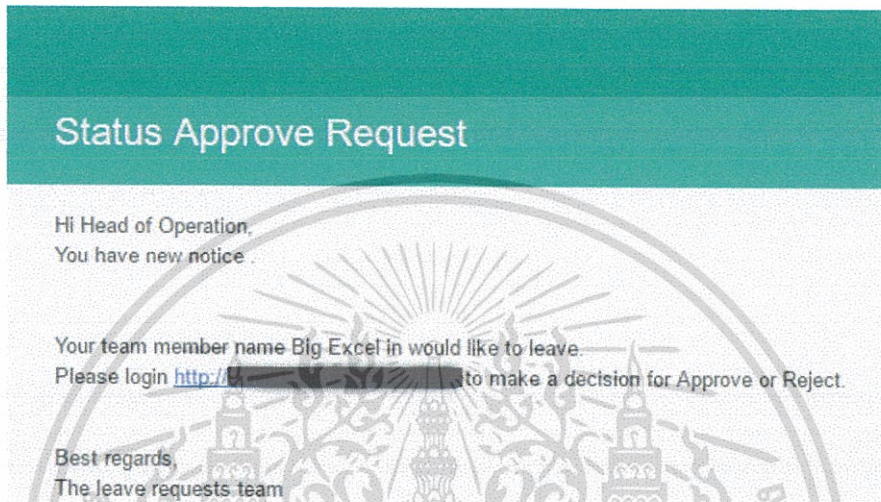 Status Approve Request
Hi Head of Operation,
You have new notice .
Your team member name Big Excel in would like to leave.
Please login http:// to make a decision for Approve or Reject.
Best regards,
The leave requests team